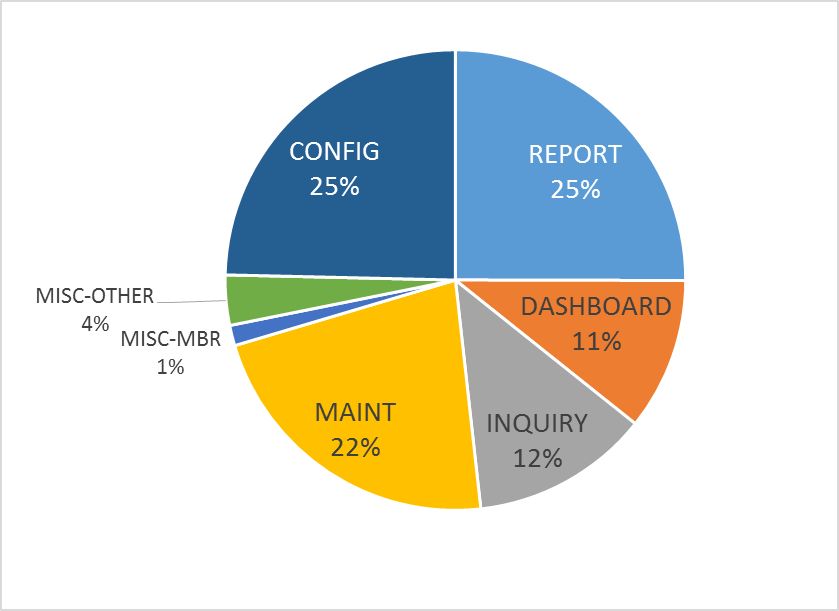 CONFIG
25%
REPORT
25%
MISC-OTHER
4%
DASHBOARD
11%
MISC-MBR
1%
MAINT
22%
INQUIRY
12%